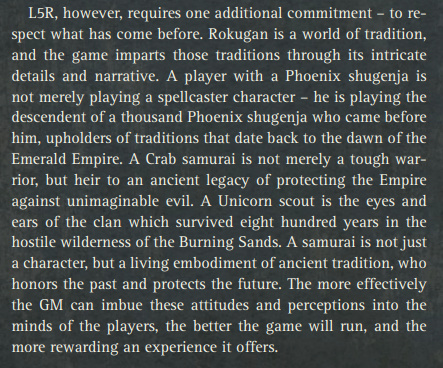 L5R, however, requires one additional commitment – to re-
spect what has come before. Rokugan is a world of tradition,
and the game imparts those traditions through its intricate
details and narrative. A player with a Phoenix shugenja is
not merely playing a spellcaster character – he is playing the
descendent of a thousand Phoenix shugenja who came before
him, upholders of traditions that date back to the dawn of the
Emerald Empire. A Crab samurai is not merely a tough war-
rior, but heir to an ancient legacy of protecting the Empire
against unimaginable evil. A Unicorn scout is the eyes and
ears of the clan which survived eight hundred years in the
hostile wilderness of the Burning Sands. A samurai is not just
a character, but a living embodiment of ancient tradition, who
honors the past and protects the future. The more effectively
the GM can imbue these attitudes and perceptions into the
minds of the players, the better the game will run, and the
more rewarding an experience it offers.